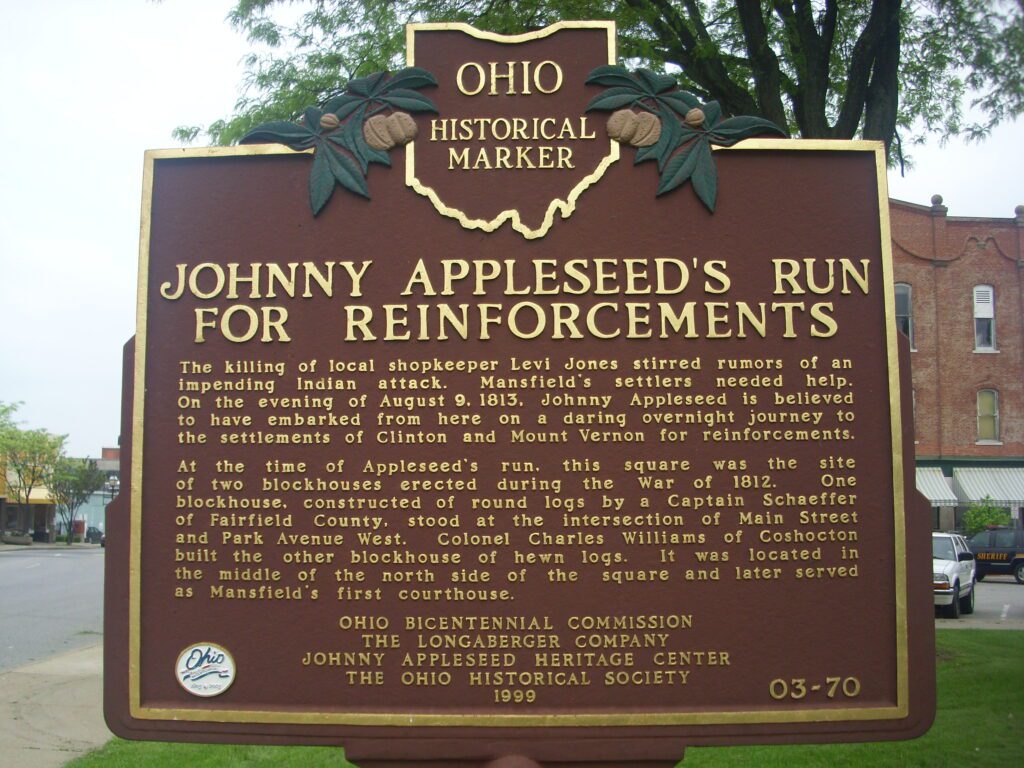 OHIO
HISTORICAL
MARKER
JOHNNY APPLESEED'S RUN
FOR REINFORCEMENTS
The killing of local shopkeeper Levi Jones stirred rumors of an
impending Indian attack. Mansfield's settlers needed help.
On the evening of August 9, 1813, Johnny Appleseed is believed
to have embarked from here on a daring overnight journey to
the settlements of Clinton and Mount Vernon for reinforcements.
At the time of Appleseed's run, this square was the site
of two blockhouses erected during the War of 1812. One
blockhouse, constructed of round logs by a Captain Schaeffer
of Fairfield County, stood at the intersection of Main Street
and Park Avenue West. Colonel Charles Williams of Coshocton
built the other blockhouse of hewn logs. It was located in
the middle of the north side of the square and later served
as Mansfield's first courthouse.
OHIO BICENTENNIAL COMMISSION
THE LONGABERGER COMPANY
JOHNNY APPLESEED HERITAGE CENTER
THE OHIO HISTORICAL SOCIETY
1999
03-70
Ohio
SHERIFF